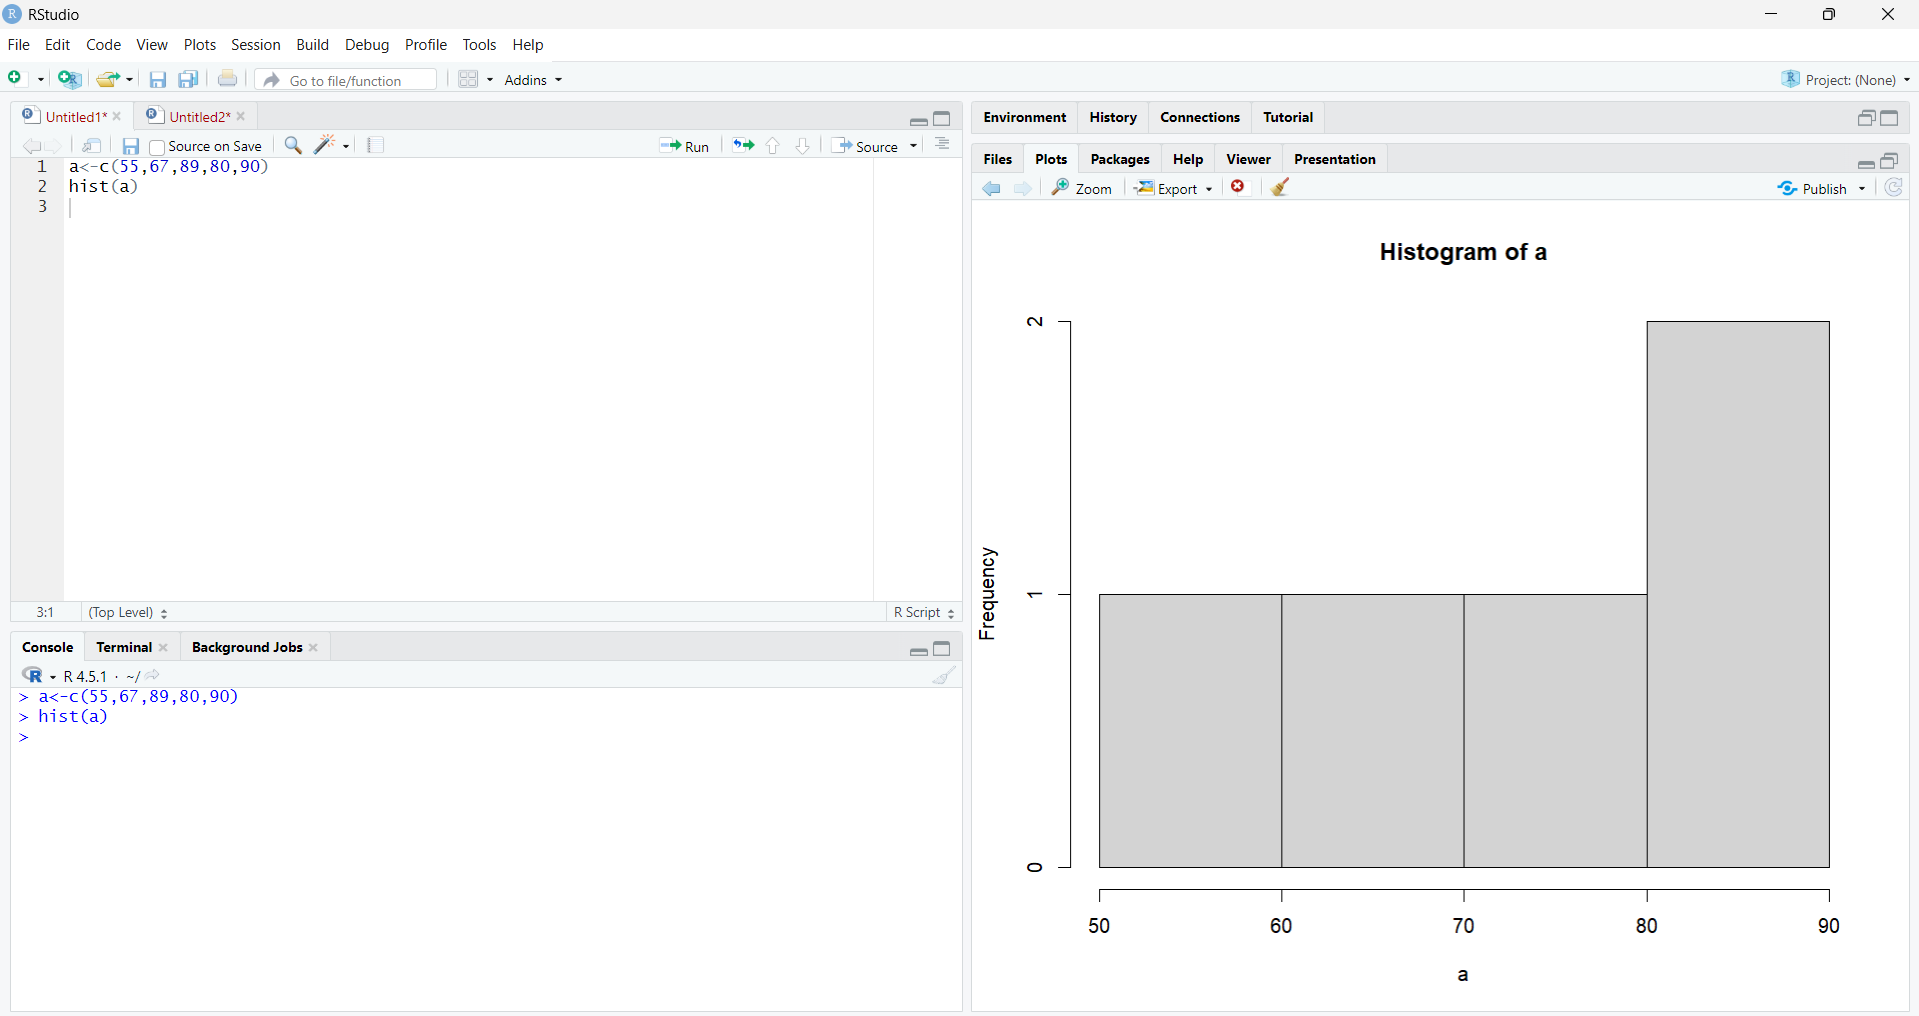 RStudio
File Edit Code View Plots Session Build Debug Profile Tools Help
Go to file/function Addins Project: (None)
Untitled1* Untitled2*
Source on Save Run Source
1 a<-c(55,67,89,80,90)
2 hist(a)
3
3:1 (Top Level) R Script
Console Terminal Background Jobs
R 4.5.1 · ~/
> a<-c(55,67,89,80,90)
> hist(a)
>
Environment History Connections Tutorial
Files Plots Packages Help Viewer Presentation
Zoom Export Publish
Histogram of a
Frequency
2
1
0
50 60 70 80 90
a